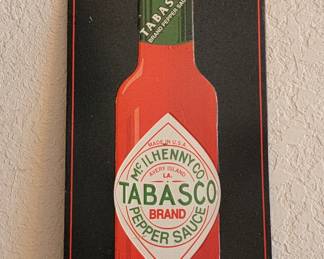 TABASCO
BRAND PEPPER SAUCE
MADE IN U.S.A.
McILHENNY CO.
AVERY ISLAND
LA.
TABASCO
BRAND
PEPPER SAUCE